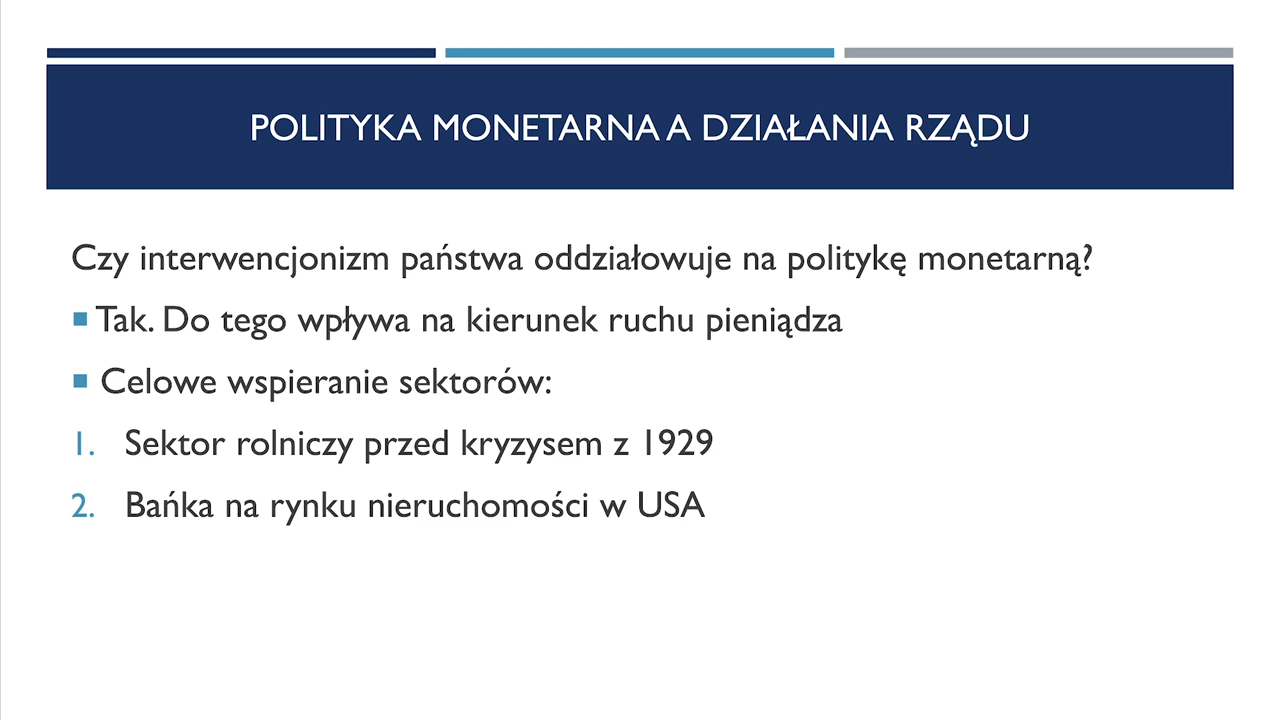 POLITYKA MONETARNA A DZIAŁANIA RZĄDU
Czy interwencjonizm państwa oddziałowuje na politykę monetarną?
Tak. Do tego wpływa na kierunek ruchu pieniądza
Celowe wspieranie sektorów:
1. Sektor rolniczy przed kryzysem z 1929
2. Bańka na rynku nieruchomości w USA